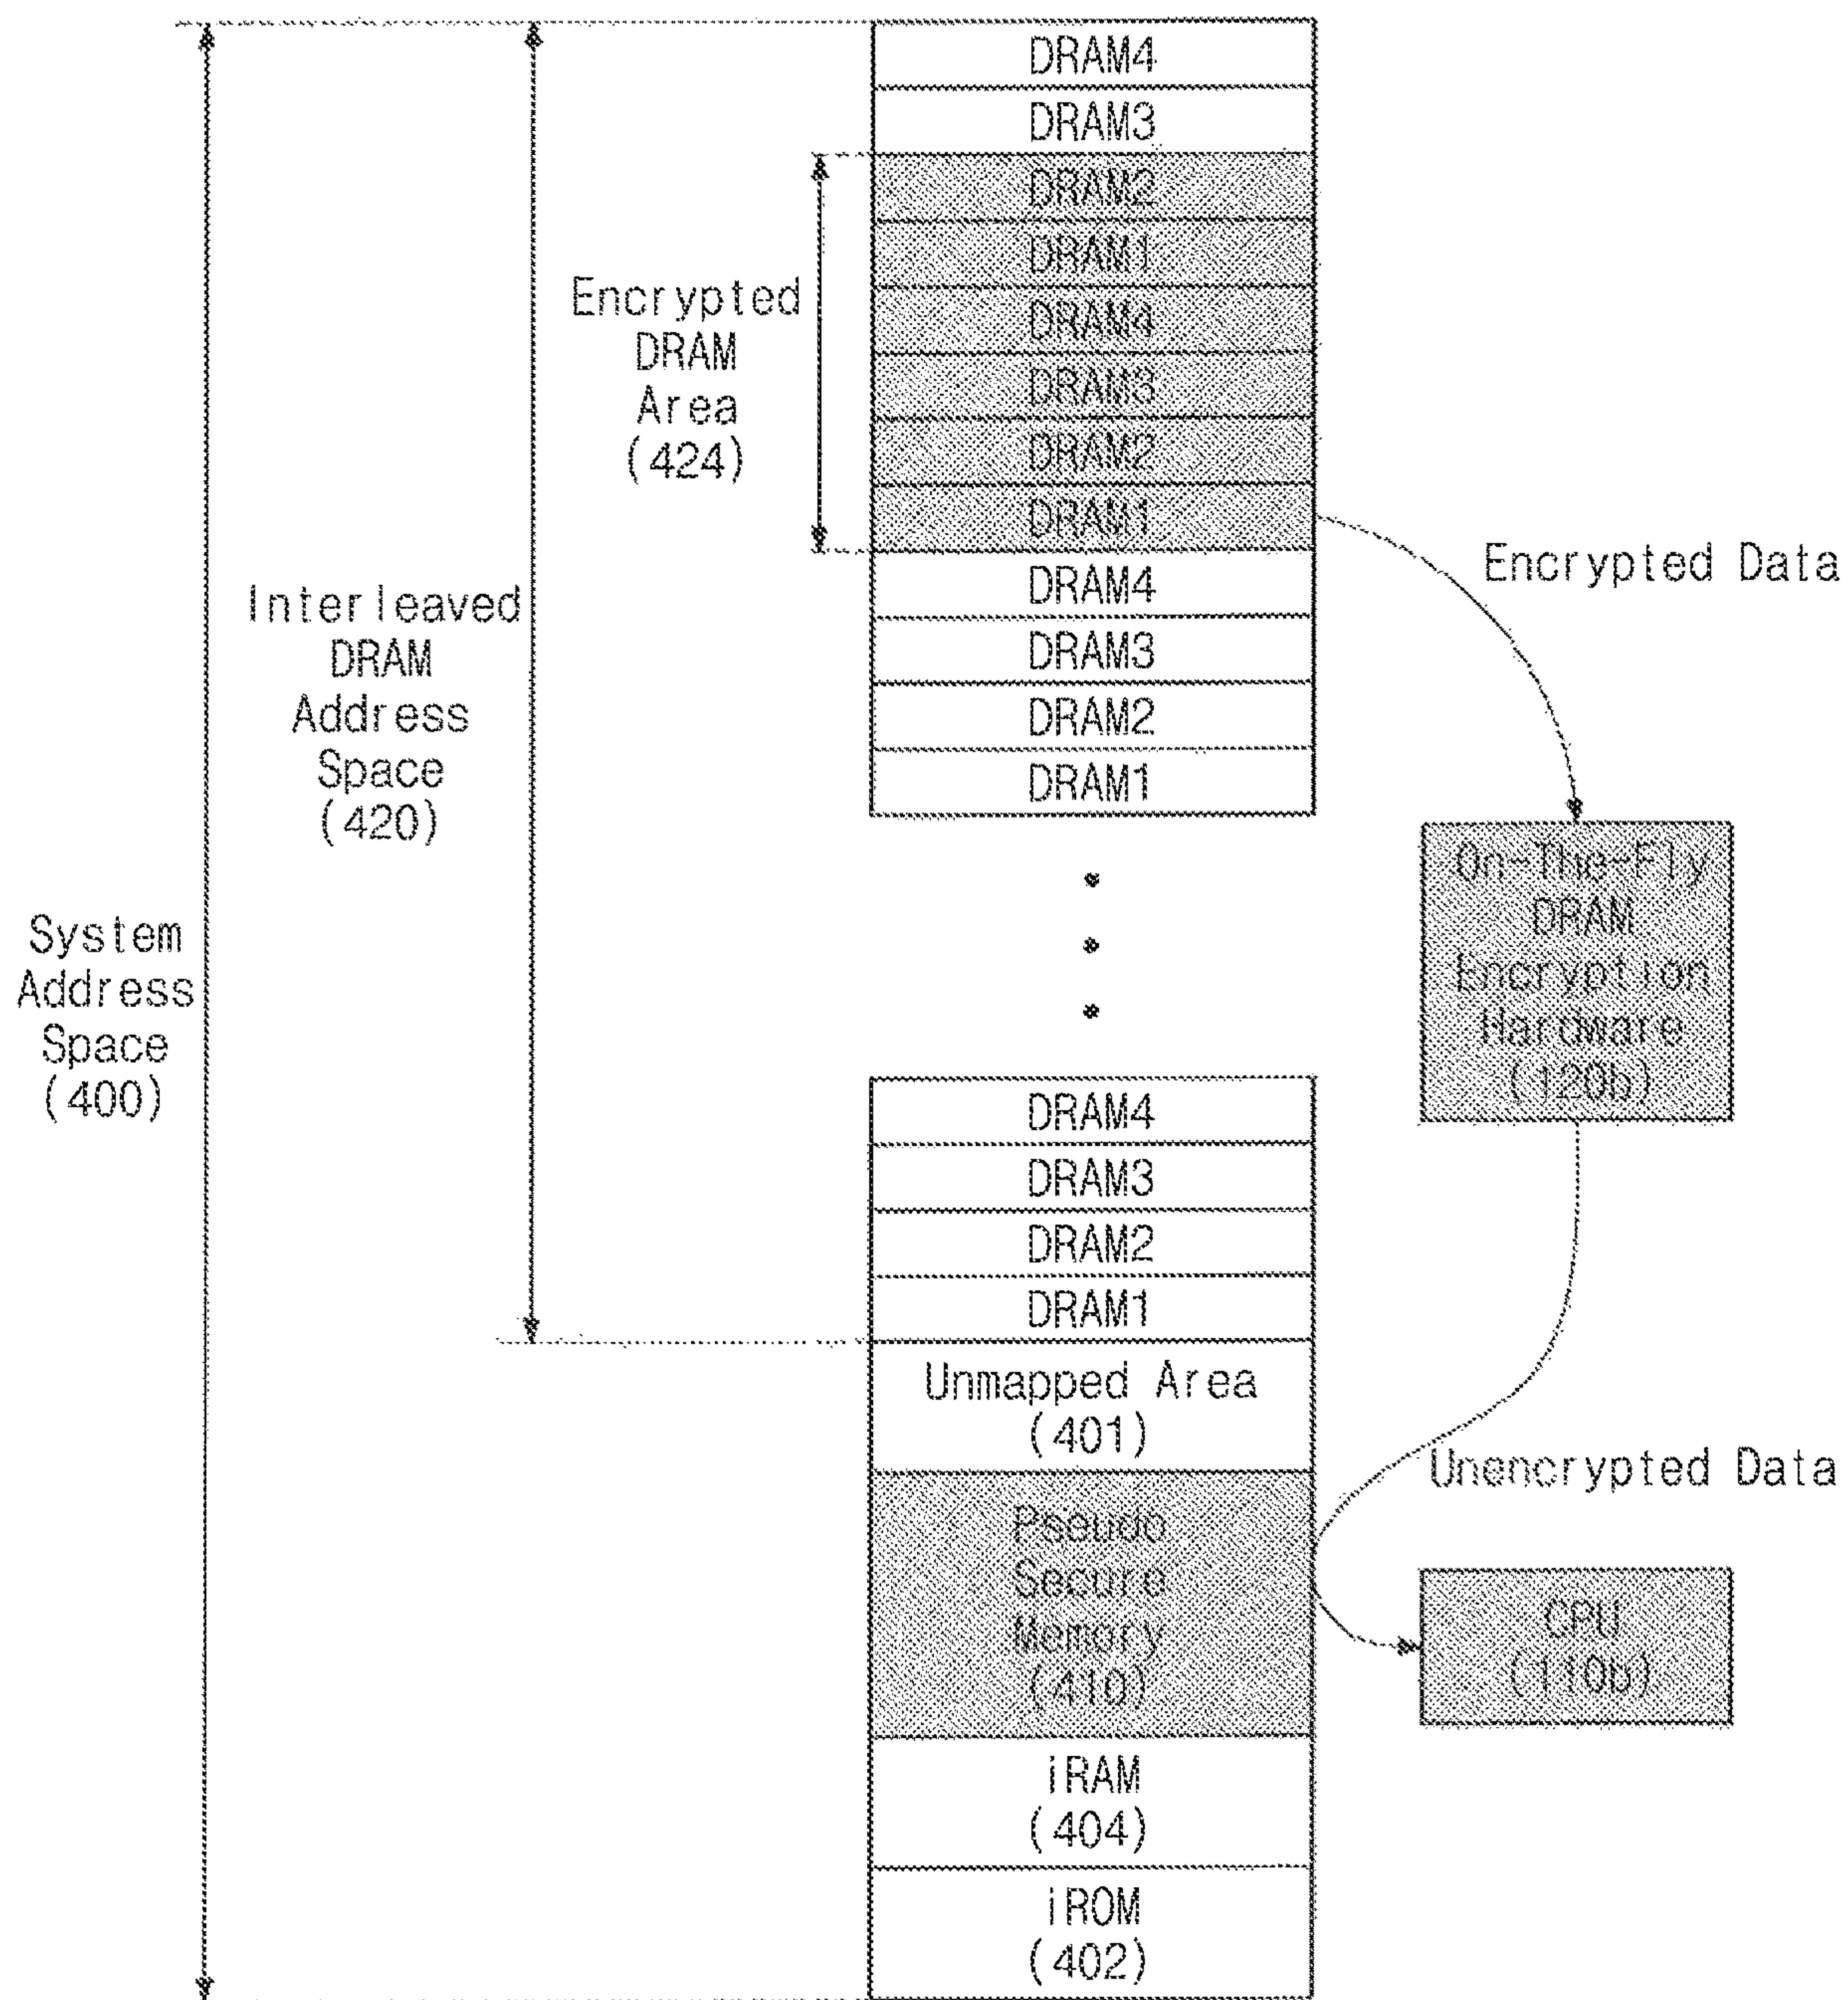 DRAM4
DRAM3
DRAM2
DRAM1
DRAM4
DRAM3
DRAM2
DRAM1
DRAM4
DRAM3
DRAM2
DRAM1
Encrypted
DRAM
Area
(424)
Encrypted Data
Interleaved
DRAM
Address
Space
(420)
On-The-Fly
DRAM
Encryption
Hardware
(120b)
System
Address
Space
(400)
DRAM4
DRAM3
DRAM2
DRAM1
Unmapped Area
(401)
Unencrypted Data
Pseudo
Secure
Memory
(410)
CPU
(110b)
iRAM
(404)
iROM
(402)